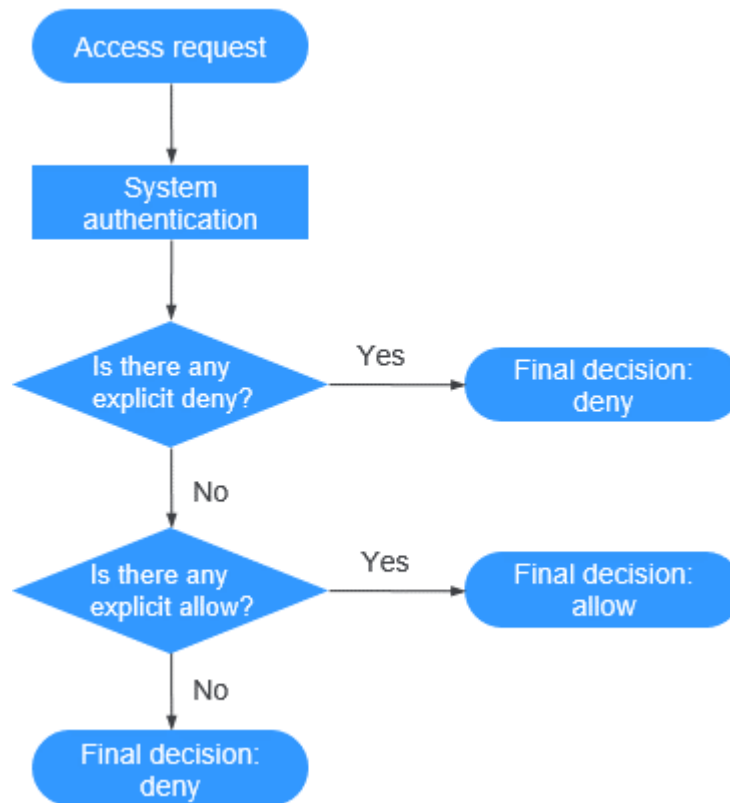 Access request
System
authentication
Is there any
explicit deny?
Yes
Final decision:
deny
No
Is there any
explicit allow?
Yes
Final decision:
allow
No
Final decision:
deny